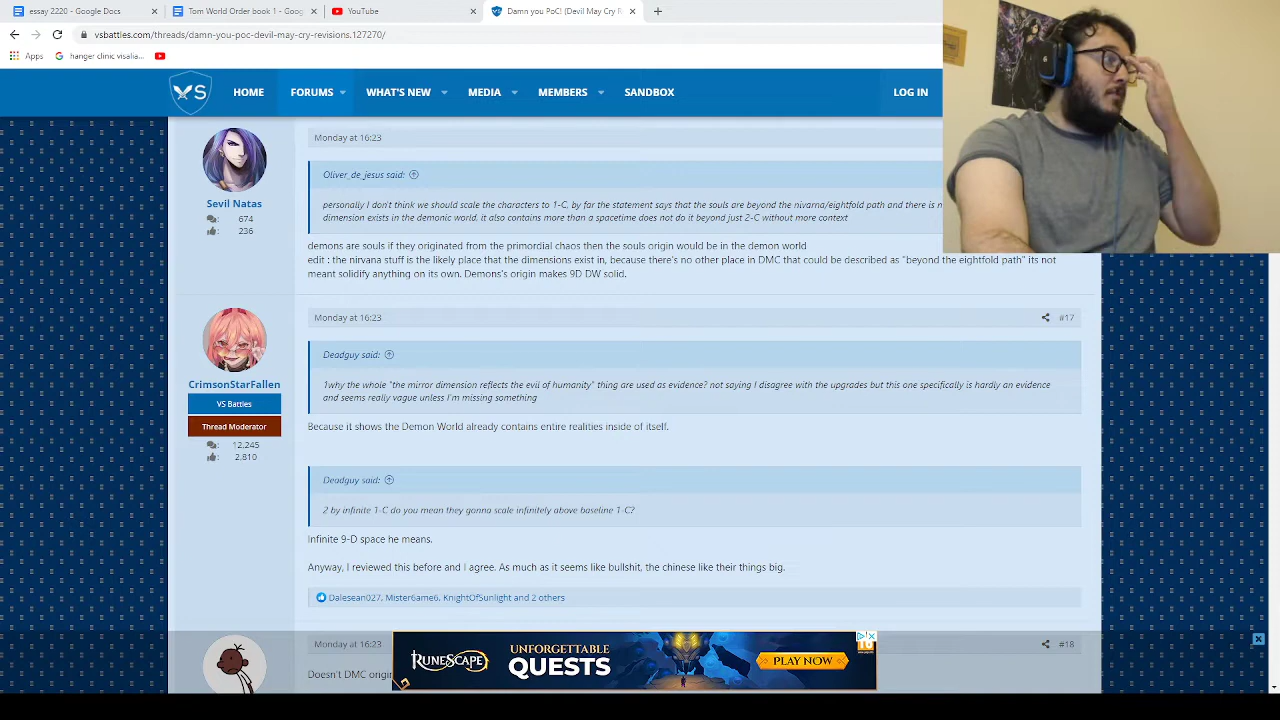 essay 2220 - Google Docs
Tom World Order book 1 - Goog
YouTube
Damn you PoC! (Devil May Cry R
vsbattles.com/threads/damn-you-poc-devil-may-cry-revisions.127270/
Apps
hanger clinic visalia...
VS
HOME
FORUMS
WHAT'S NEW
MEDIA
MEMBERS
SANDBOX
LOG IN
Monday at 16:23
Sevil Natas
674
236
Oliver_de_jesus said:
personally I don't think we should scale the characters to 1-C, by far the statement says that the souls are beyond the nivarna/eightfold path and there is n
dimension exists in the demonic world, it also contains more than a spacetime does not do it beyond just 2-C without more context
demons are souls if they originated from the primordial chaos then the souls origin would be in the demon world
edit : the nirvana stuff is the likely place that the dimensions start in, because there's no other place in DMC that could be described as "beyond the eightfold path" its not
meant solidify anything on its own. Demon's origin makes 9D DW solid.
Monday at 16:23
#17
CrimsonStarFallen
VS Battles
Thread Moderator
12,245
2,810
Deadguy said:
1why the whole "the mirror dimension reflects the evil of humanity" thing are used as evidence? not saying I disagree with the upgrades but this one specifically is hardly an evidence
and seems really useless unless I'm missing something
Because it shows the Demon World already contains entire realities inside of itself.
Deadguy said:
2 by infinite 1-C do you mean they gonna scale infinitely above baseline 1-C?
Infinite 9-D space he means.
Anyway, I reviewed this before and I agree. As much as it seems like bullshit, the chinese like their things big.
Dalesean027, Mister6ame6, KnightOfSunlight and 2 others
Monday at 16:23
#18
Doesn't DMC origin
RUNESCAPE
UNFORGETTABLE
QUESTS
PLAY NOW